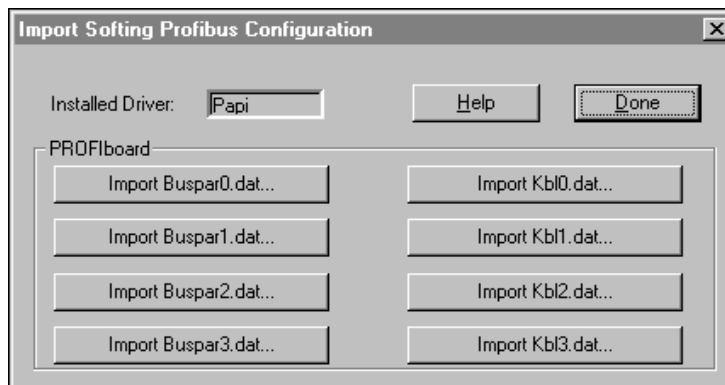 Import Softing Profibus Configuration
Installed Driver: Papi Help Done
PROFIboard
Import Buspar0.dat... Import Kbl0.dat...
Import Buspar1.dat... Import Kbl1.dat...
Import Buspar2.dat... Import Kbl2.dat...
Import Buspar3.dat... Import Kbl3.dat...